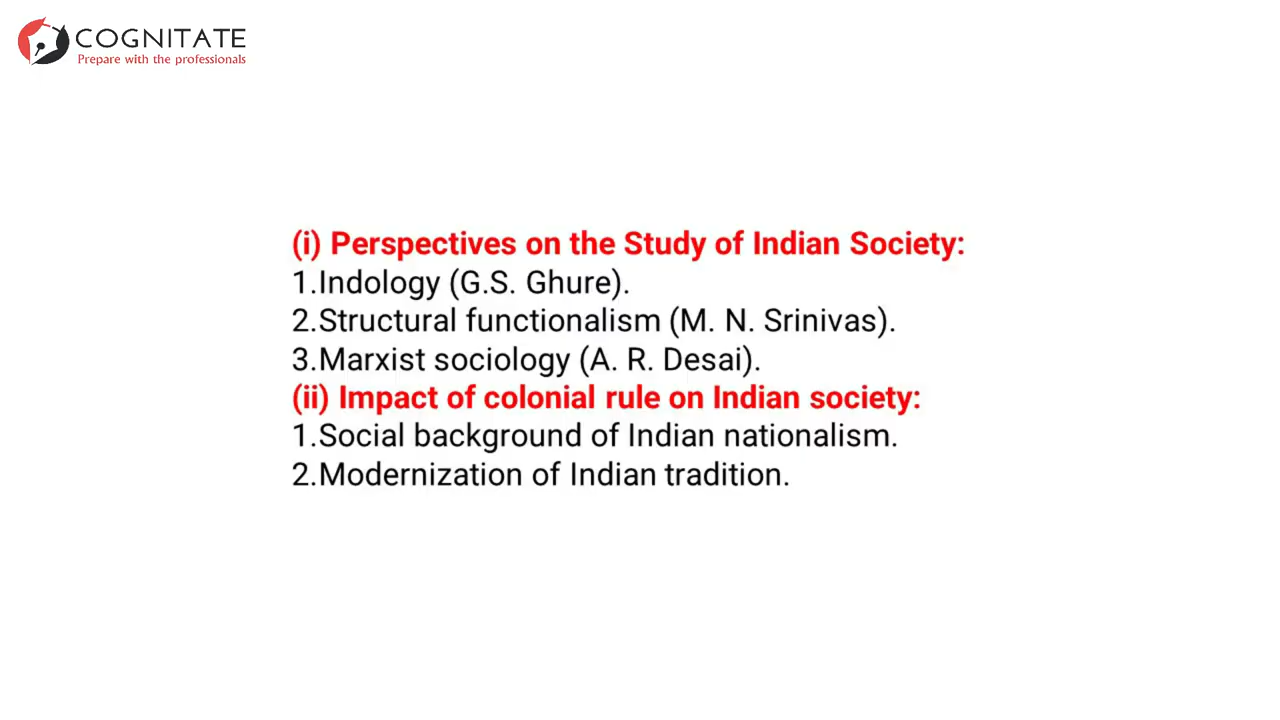 COGNITATE
Prepare with the professionals
(i) Perspectives on the Study of Indian Society:
1.Indology (G.S. Ghure).
2.Structural functionalism (M. N. Srinivas).
3.Marxist sociology (A. R. Desai).
(ii) Impact of colonial rule on Indian society:
1.Social background of Indian nationalism.
2.Modernization of Indian tradition.